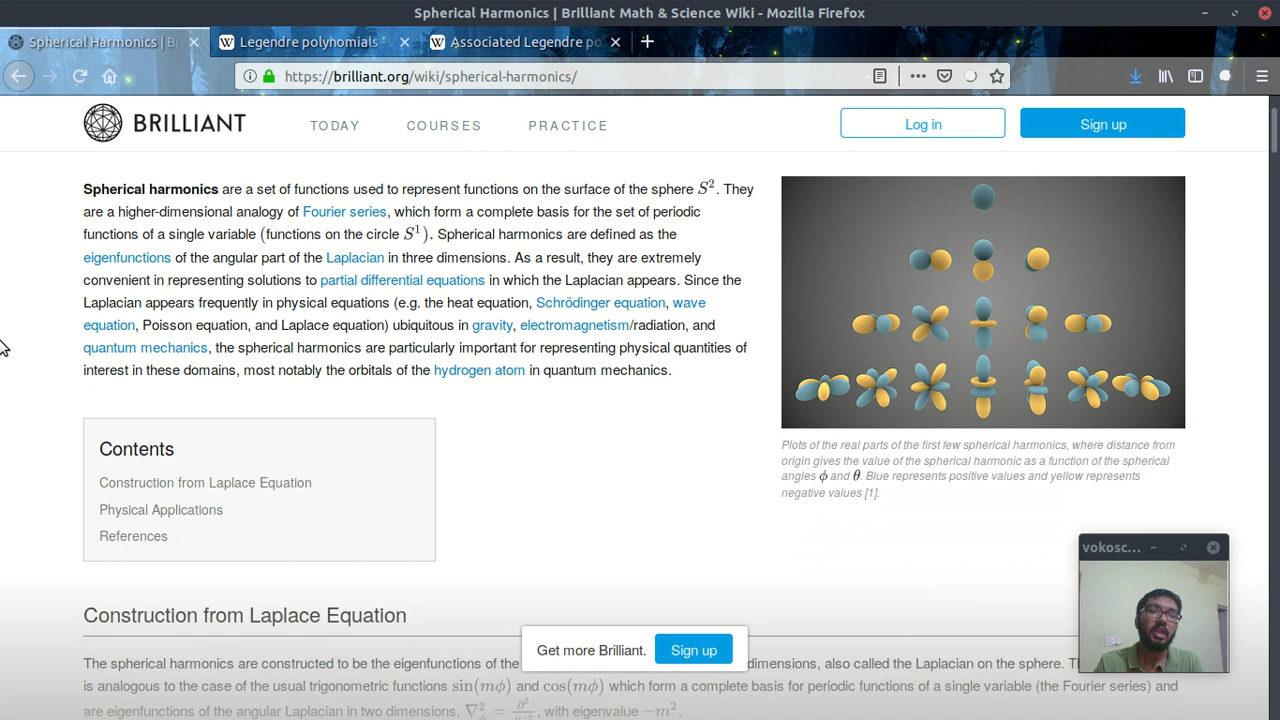 Spherical Harmonics | Brilliant Math & Science Wiki - Mozilla Firefox
Spherical Harmonics | Br
Legendre polyhomials
Associated Legendre po
https://brilliant.org/wiki/spherical-harmonics/
BRILLIANT
TODAY
COURSES
PRACTICE
Log in
Sign up
Spherical harmonics are a set of functions used to represent functions on the surface of the sphere S². They
are a higher-dimensional analogy of Fourier series, which form a complete basis for the set of periodic
functions of a single variable (functions on the circle S¹). Spherical harmonics are defined as the
eigenfunctions of the angular part of the Laplacian in three dimensions. As a result, they are extremely
convenient in representing solutions to partial differential equations in which the Laplacian appears. Since the
Laplacian appears frequently in physical equations (e.g. the heat equation, Schrödinger equation, wave
equation, Poisson equation, and Laplace equation) ubiquitous in gravity, electromagnetism/radiation, and
quantum mechanics, the spherical harmonics are particularly important for representing physical quantities of
interest in these domains, most notably the orbitals of the hydrogen atom in quantum mechanics.
Plots of the real parts of the first few spherical harmonics, where distance from
origin gives the value of the spherical harmonic as a function of the spherical
angles ϕ and θ. Blue represents positive values and yellow represents
negative values [1].
Contents
Construction from Laplace Equation
Physical Applications
References
vokosc...
Construction from Laplace Equation
Get more Brilliant.
Sign up
The spherical harmonics are constructed to be the eigenfunctions of the dimensions, also called the Laplacian on the sphere.
is analogous to the case of the usual trigonometric functions sin(mϕ) and cos(mϕ) which form a complete basis for periodic functions of a single variable (the Fourier series) and
are eigenfunctions of the angular Laplacian in two dimensions, ∇²ϕ = ∂²/∂ϕ², with eigenvalue −m².